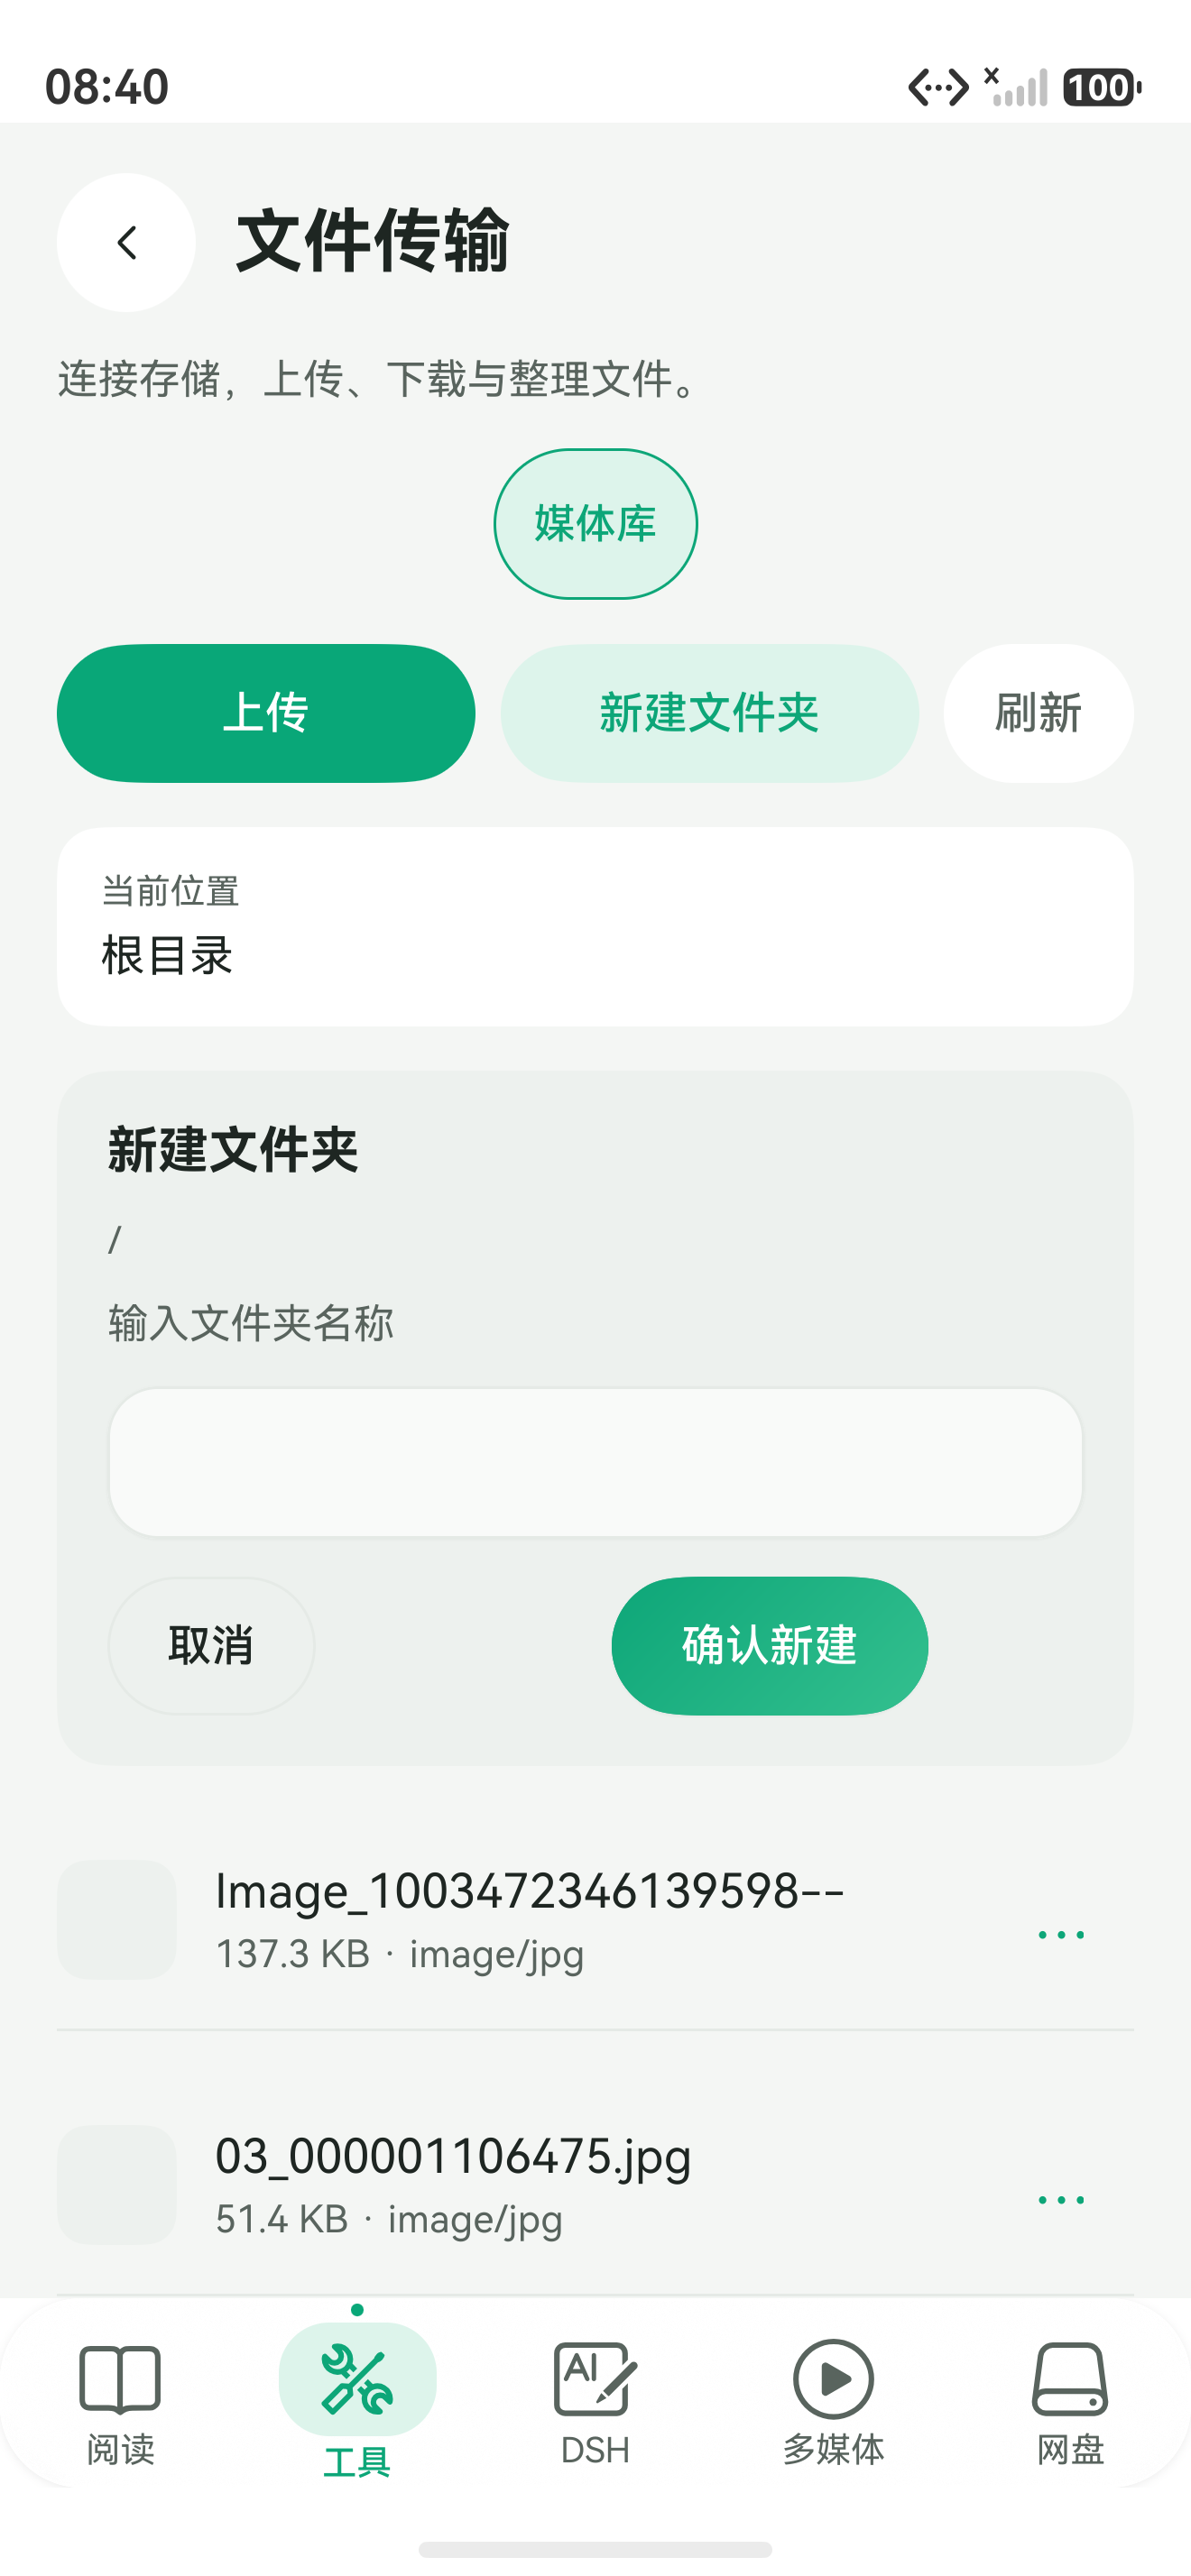 08:40
100
文件传输
连接存储，上传、下载与整理文件。
媒体库
上传
新建文件夹
刷新
当前位置
根目录
新建文件夹
/
输入文件夹名称
取消
确认新建
Image_1003472346139598--
137.3 KB · image/jpg
...
03_000001106475.jpg
51.4 KB · image/jpg
...
阅读
工具
DSH
多媒体
网盘